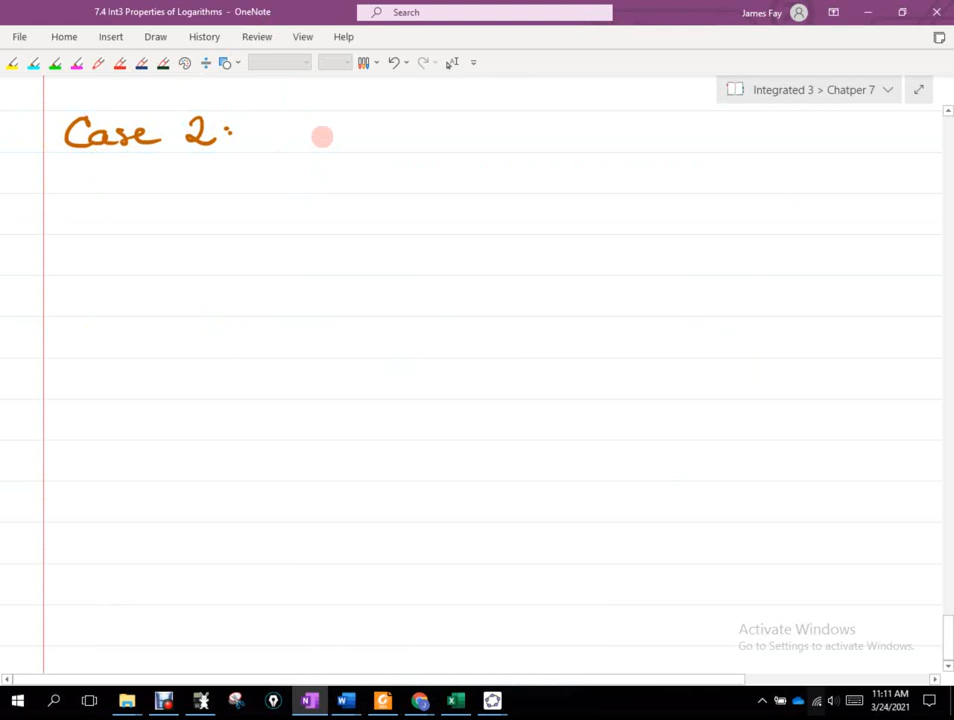 7.4 Int3 Properties of Logarithms - OneNote
Search
James Fay
File Home Insert Draw History Review View Help
Integrated 3 > Chatper 7
Case 2:
Activate Windows
Go to Settings to activate Windows.
11:11 AM
3/24/2021